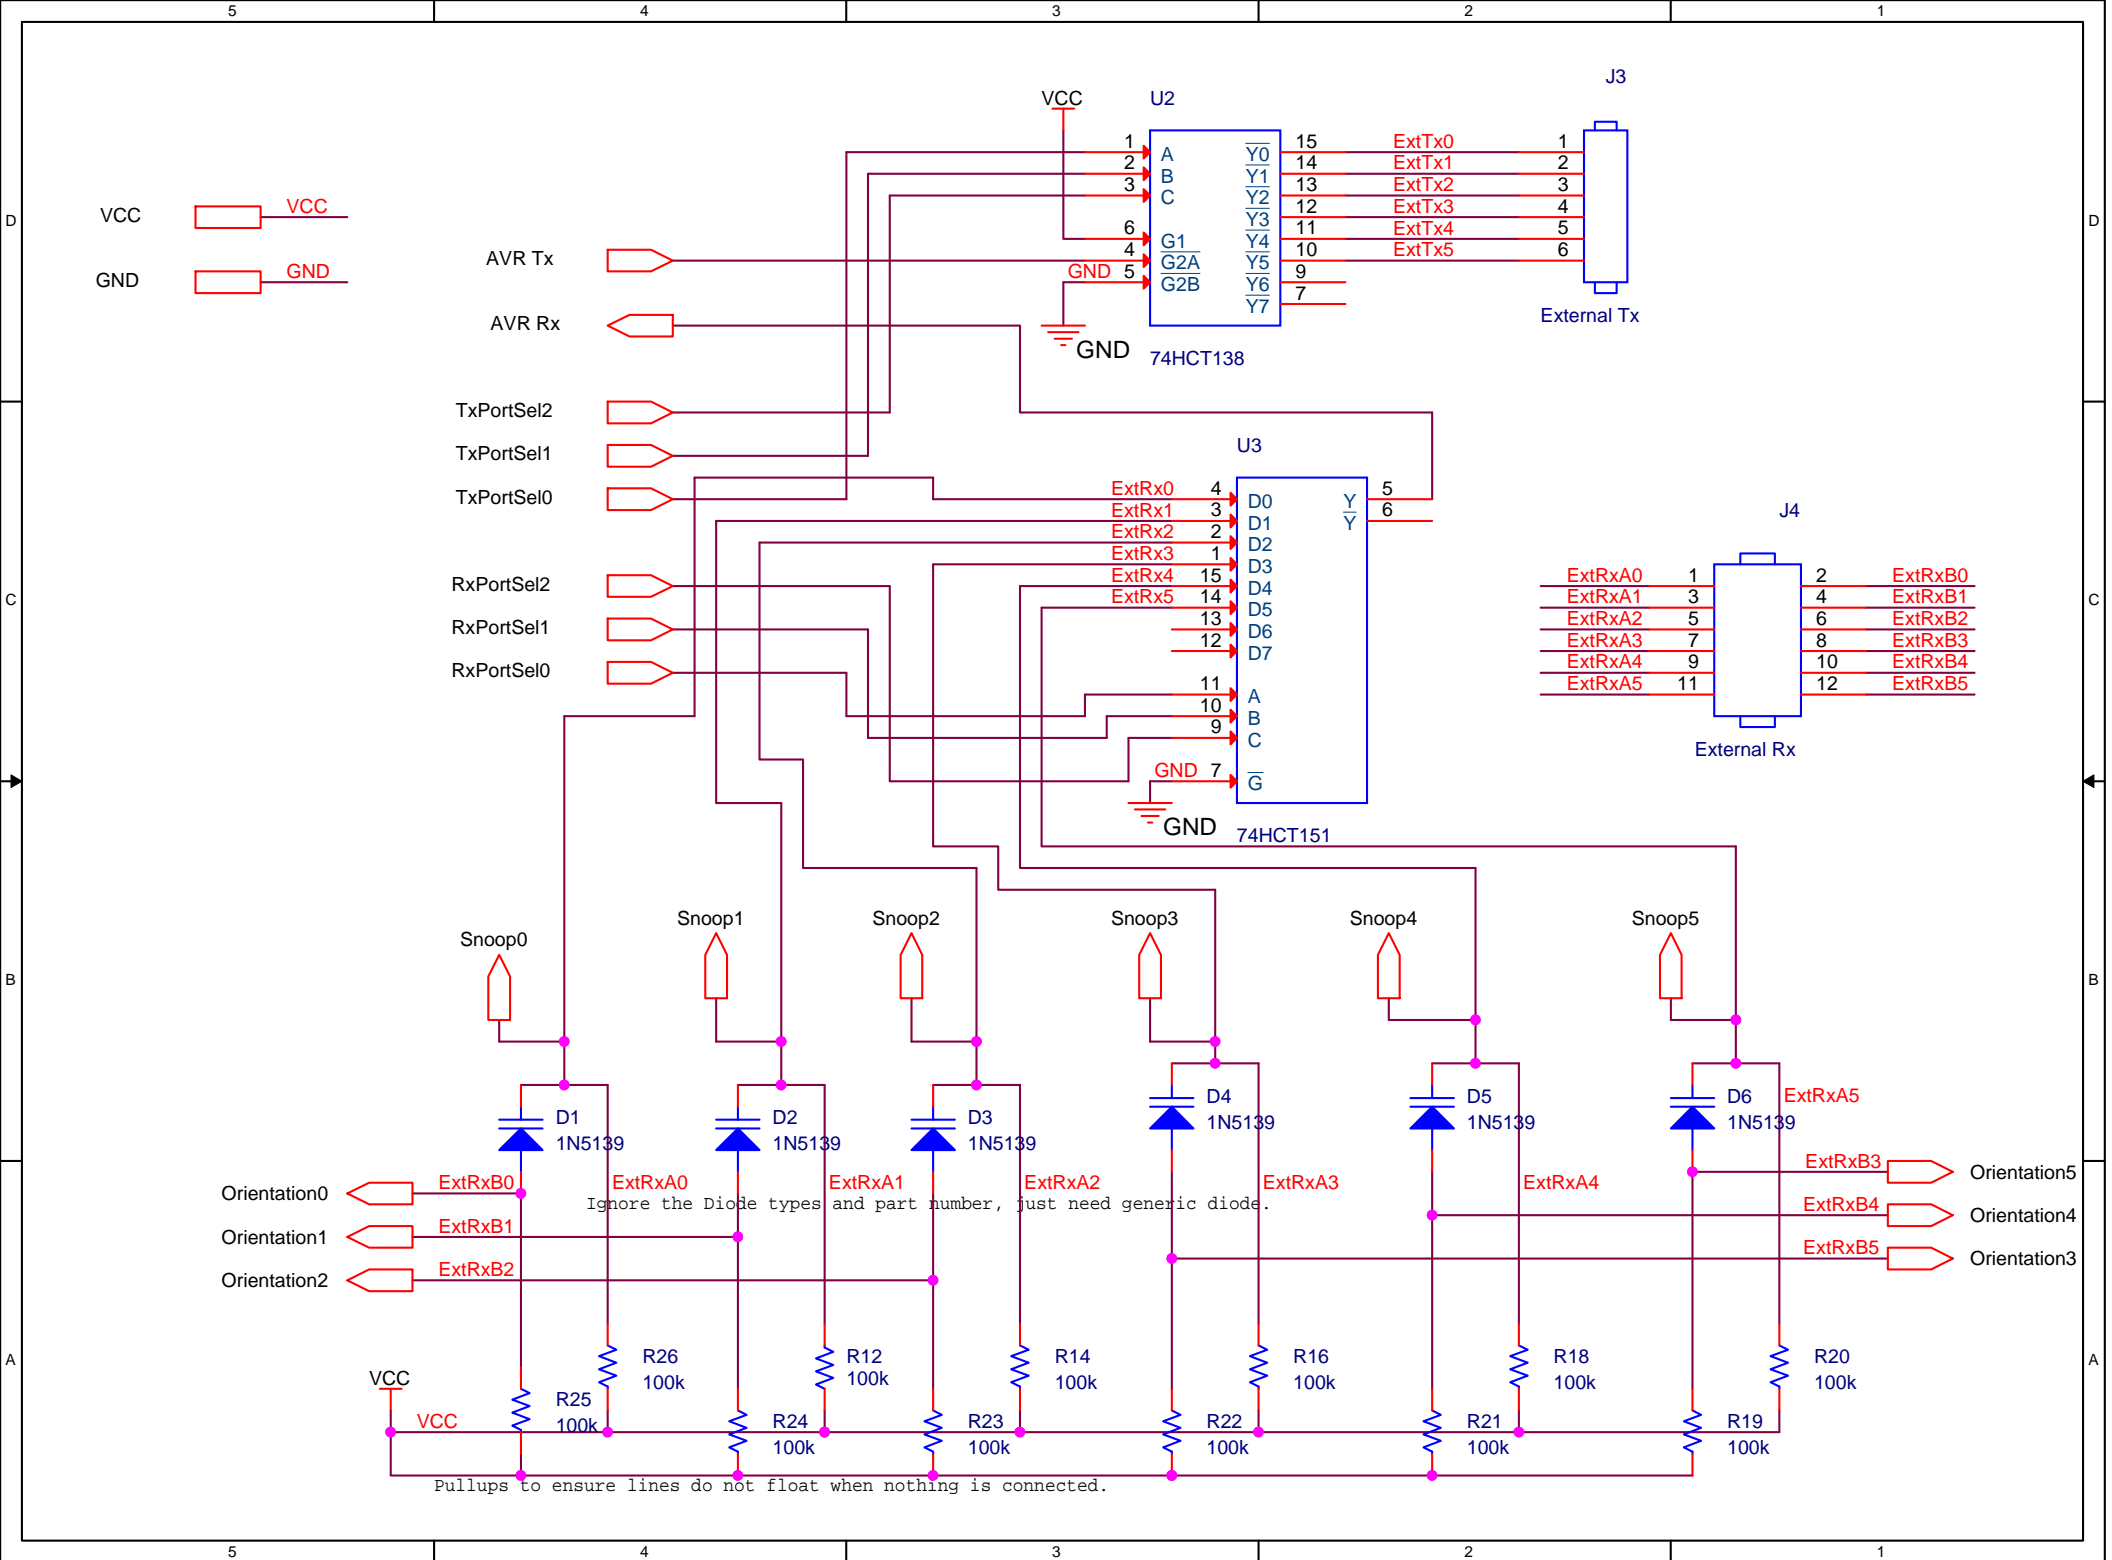 5 4 3 2 1
J3
VCC U2
1 A Y0 15 ExtTx0 1
2 B Y1 14 ExtTx1 2
3 C Y2 13 ExtTx2 3
Y3 12 ExtTx3 4
6 G1 Y4 11 ExtTx4 5
4 G2A Y5 10 ExtTx5 6
GND 5 G2B Y6 9
Y7 7
External Tx
GND 74HCT138
D D
VCC VCC
GND GND
AVR Tx
AVR Rx
TxPortSel2
TxPortSel1
TxPortSel0
RxPortSel2
RxPortSel1
RxPortSel0
U3
ExtRx0 4 D0 Y 5
ExtRx1 3 D1 Y 6
ExtRx2 2 D2
ExtRx3 1 D3
ExtRx4 15 D4
ExtRx5 14 D5
13 D6
12 D7
11 A
10 B
9 C
GND 7 G
GND 74HCT151
J4
ExtRxA0 1 2 ExtRxB0
ExtRxA1 3 4 ExtRxB1
ExtRxA2 5 6 ExtRxB2
ExtRxA3 7 8 ExtRxB3
ExtRxA4 9 10 ExtRxB4
ExtRxA5 11 12 ExtRxB5
External Rx
C C
Snoop0 Snoop1 Snoop2 Snoop3 Snoop4 Snoop5
B B
D1 1N5139
D2 1N5139
D3 1N5139
D4 1N5139
D5 1N5139
D6 1N5139
ExtRxA5
Orientation0 ExtRxB0 ExtRxA0 ExtRxA1 ExtRxA2 ExtRxA3 ExtRxA4 ExtRxB3 Orientation5
Ignore the Diode types and part number, just need generic diode.
Orientation1 ExtRxB1 ExtRxB4 Orientation4
Orientation2 ExtRxB2 ExtRxB5 Orientation3
A A
R26 100k
R12 100k
R14 100k
R16 100k
R18 100k
R20 100k
VCC
VCC
R25 100k
R24 100k
R23 100k
R22 100k
R21 100k
R19 100k
Pullups to ensure lines do not float when nothing is connected.
5 4 3 2 1